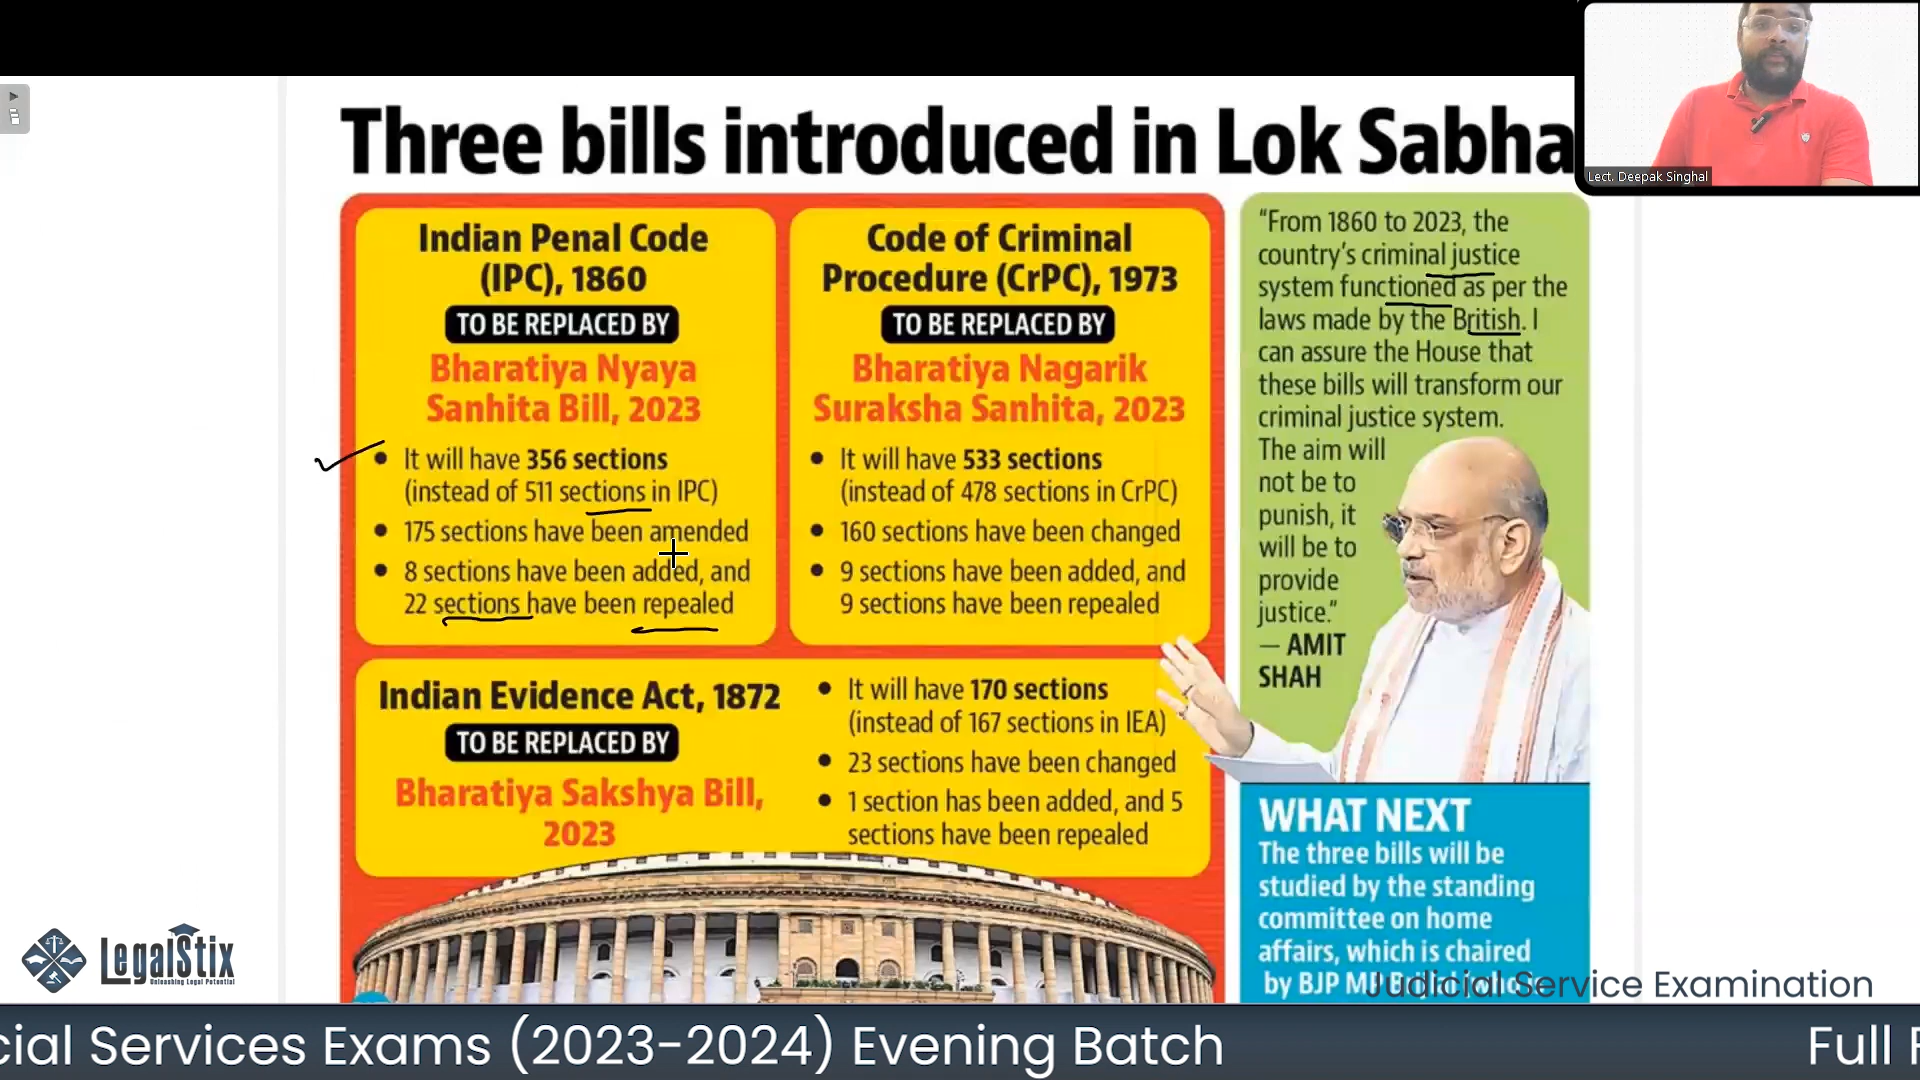 Three bills introduced in Lok Sabha
Lect. Deepak Singhal
Indian Penal Code
(IPC), 1860
TO BE REPLACED BY
Bharatiya Nyaya
Sanhita Bill, 2023
• It will have 356 sections
(instead of 511 sections in IPC)
• 175 sections have been amended
• 8 sections have been added, and
22 sections have been repealed
Code of Criminal
Procedure (CrPC), 1973
TO BE REPLACED BY
Bharatiya Nagarik
Suraksha Sanhita, 2023
• It will have 533 sections
(instead of 478 sections in CrPC)
• 160 sections have been changed
• 9 sections have been added, and
9 sections have been repealed
Indian Evidence Act, 1872
TO BE REPLACED BY
Bharatiya Sakshya Bill,
2023
• It will have 170 sections
(instead of 167 sections in IEA)
• 23 sections have been changed
• 1 section has been added, and 5
sections have been repealed
"From 1860 to 2023, the
country's criminal justice
system functioned as per the
laws made by the British. I
can assure the House that
these bills will transform our
criminal justice system.
The aim will
not be to
punish, it
will be to
provide
justice."
— AMIT
SHAH
WHAT NEXT
The three bills will be
studied by the standing
committee on home
affairs, which is chaired
by BJP MP
Judicial Service Examination
LegalStix
Unleashing Legal Potential
cial Services Exams (2023-2024) Evening Batch
Full